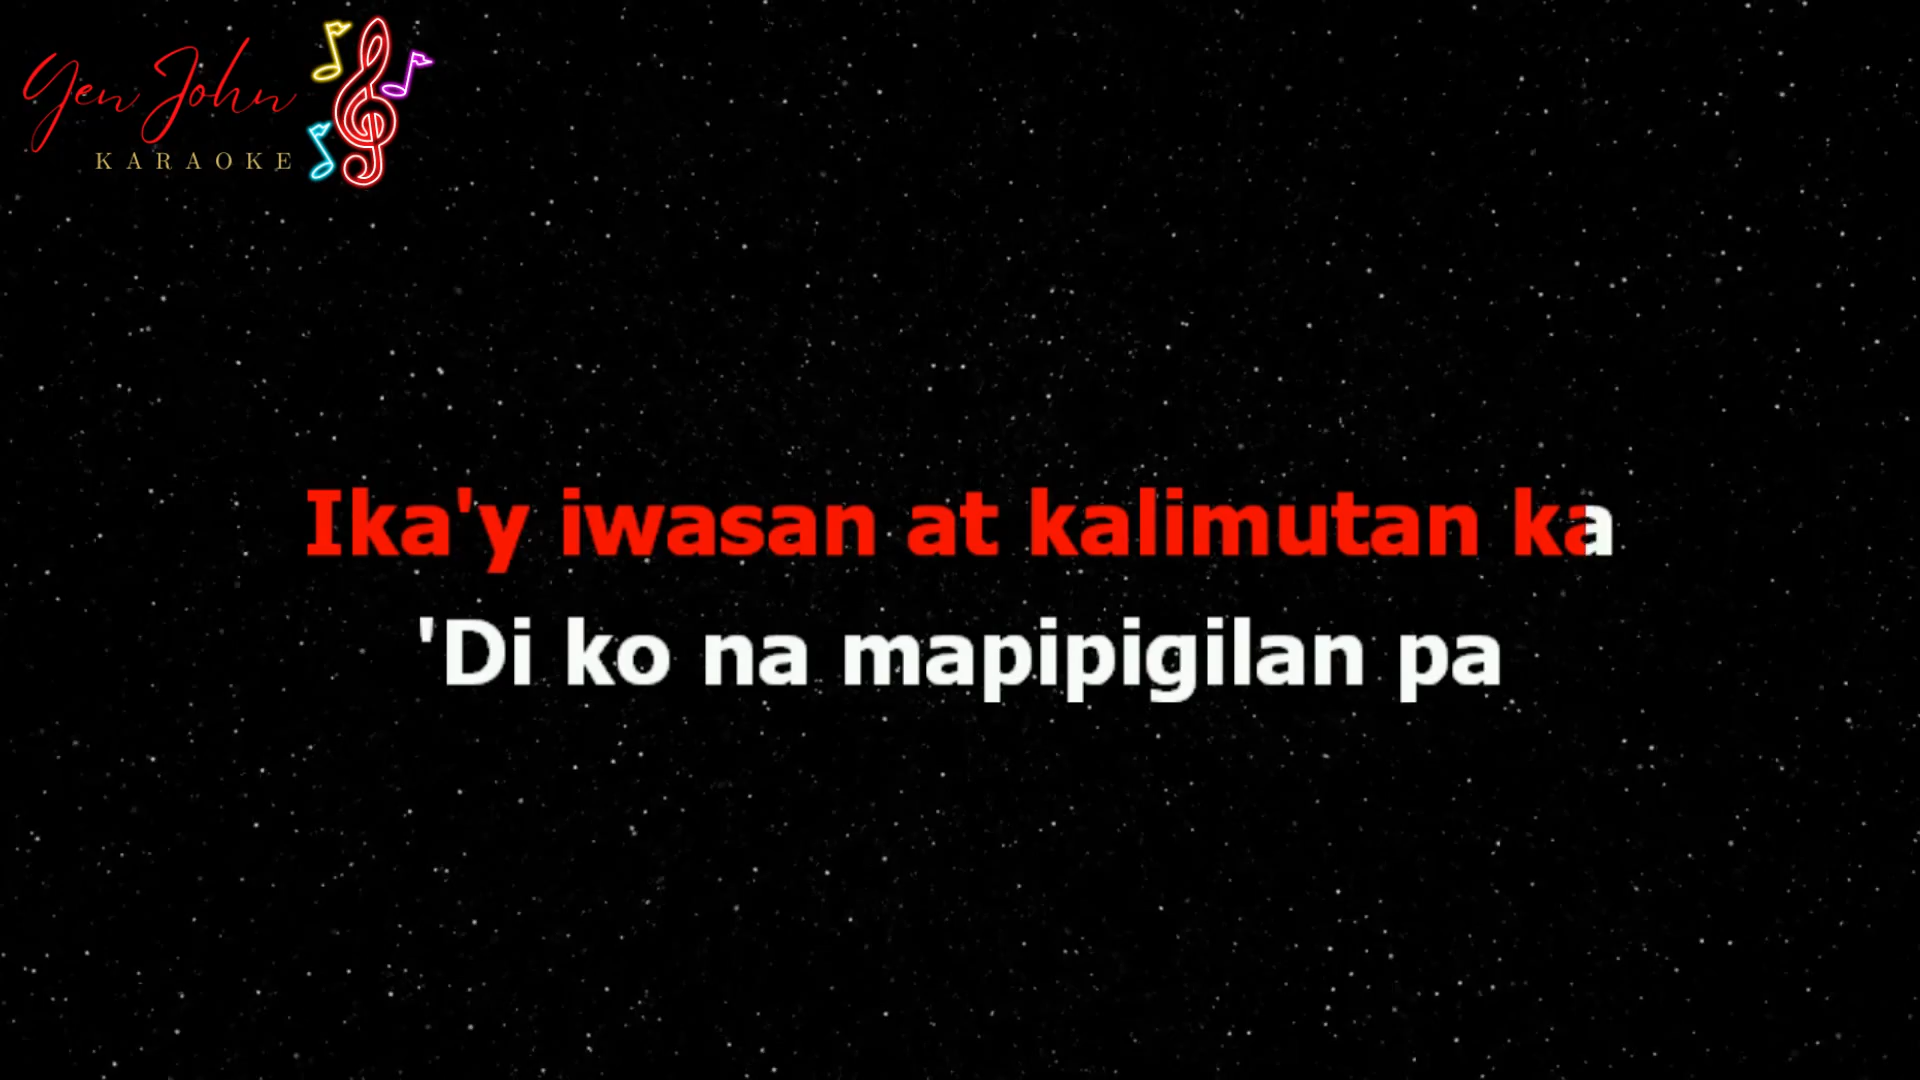 Yen John
KARAOKE
Ika'y iwasan at kalimutan ka
'Di ko na mapipigilan pa